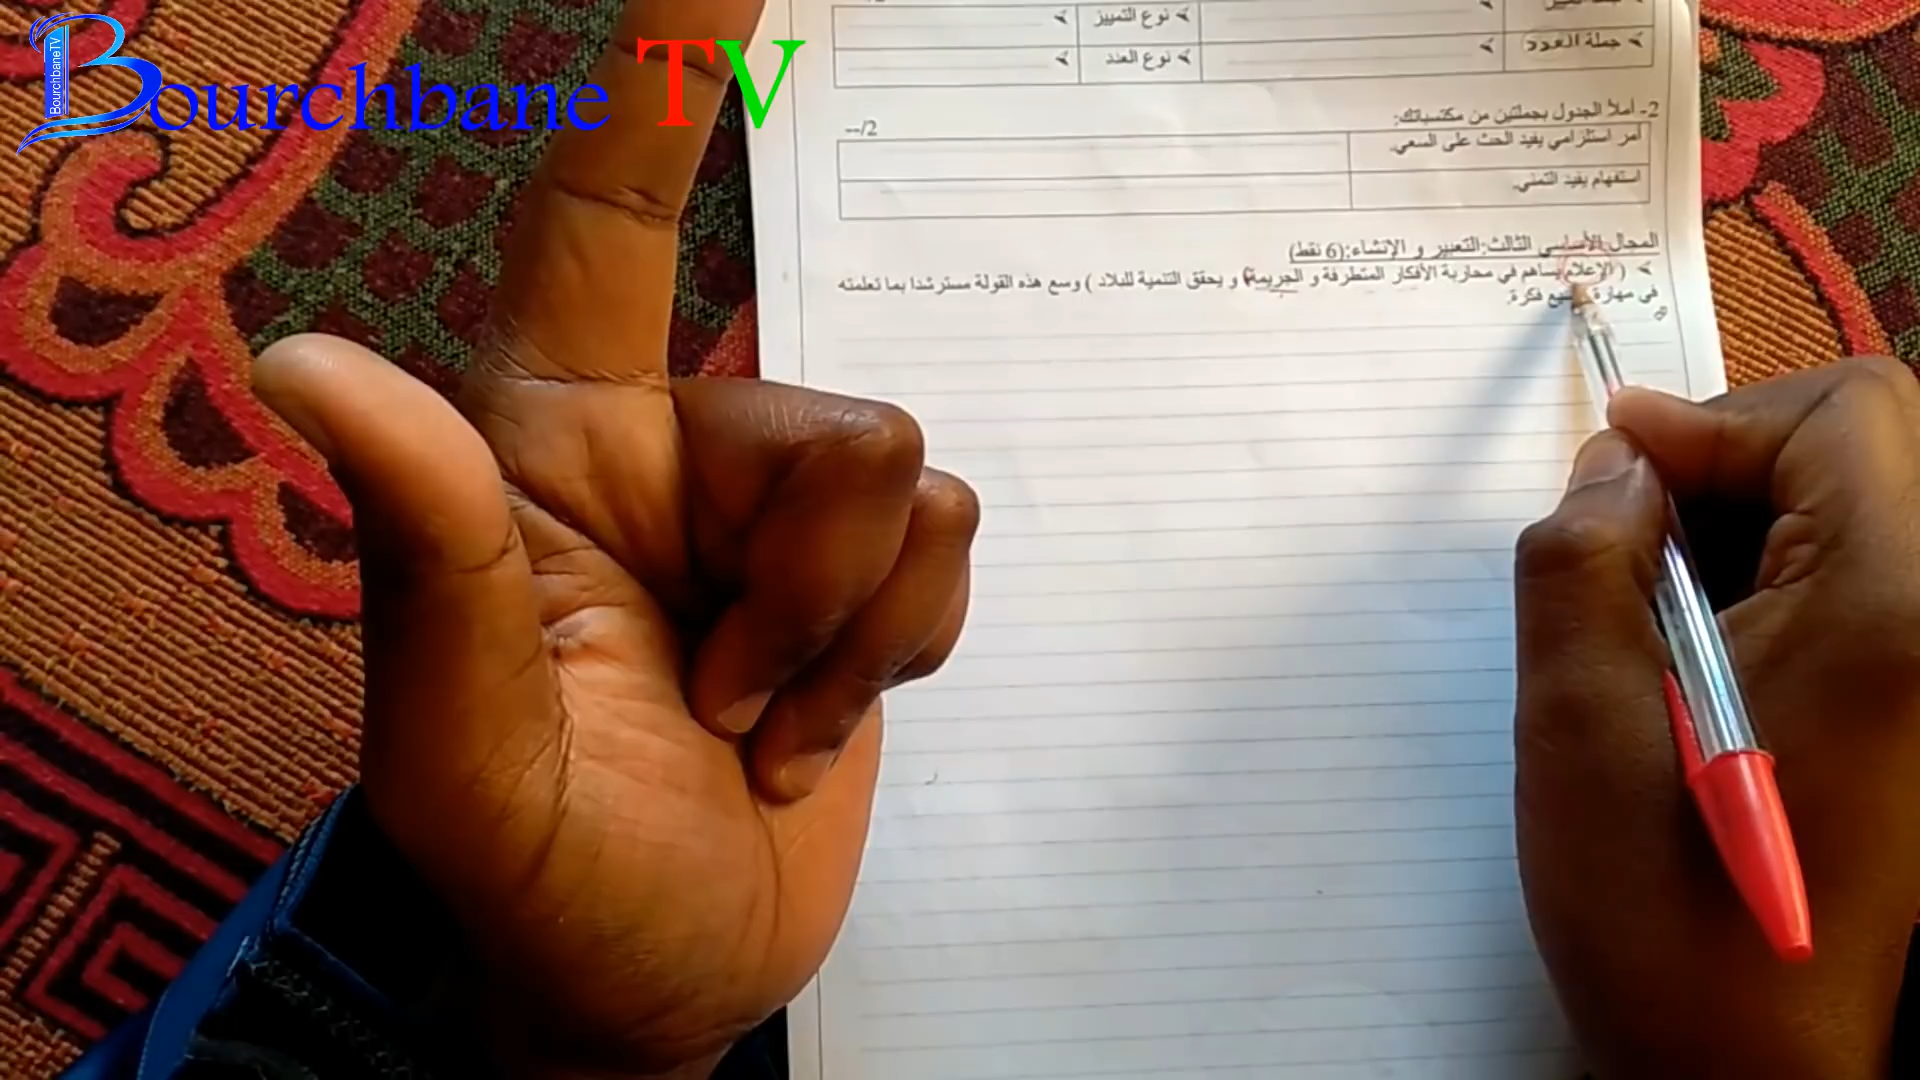 BourchbaneTV
Bourchbane TV
نوع التمييز
جملة العدد نوع العدد
2- أملأ الجدول بجملتين من مكتسباتك:
--/2
أمر استلزامي يفيد الحث على السعي.
استفهام يفيد التمني.
المجال الأساسي الثالث:التعبير و الإنشاء:(6 نقط)
( الإعلام يساهم في محاربة الأفكار المتطرفة و الجريمة و يحقق التنمية للبلاد ) وسع هذه القولة مسترشدا بما تعلمته
في مهارة فكرة.